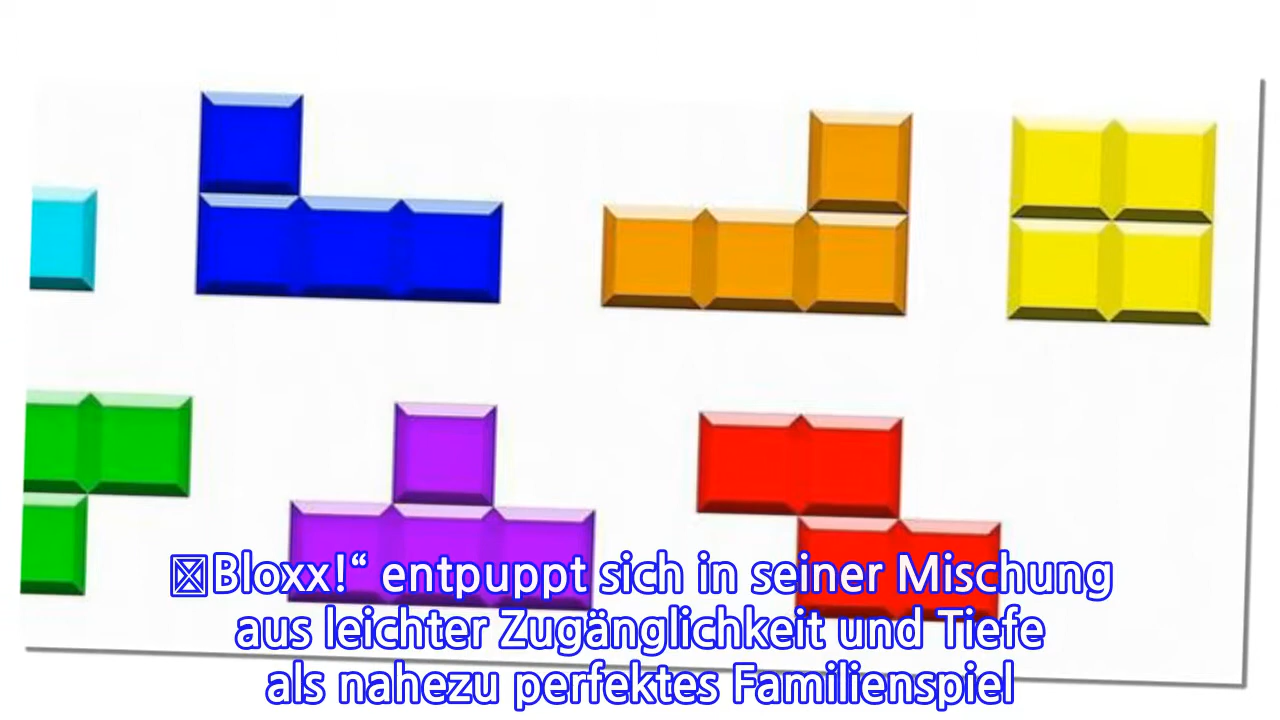 Bloxx!“ entpuppt sich in seiner Mischung
aus leichter Zugänglichkeit und Tiefe
als nahezu perfektes Familienspiel